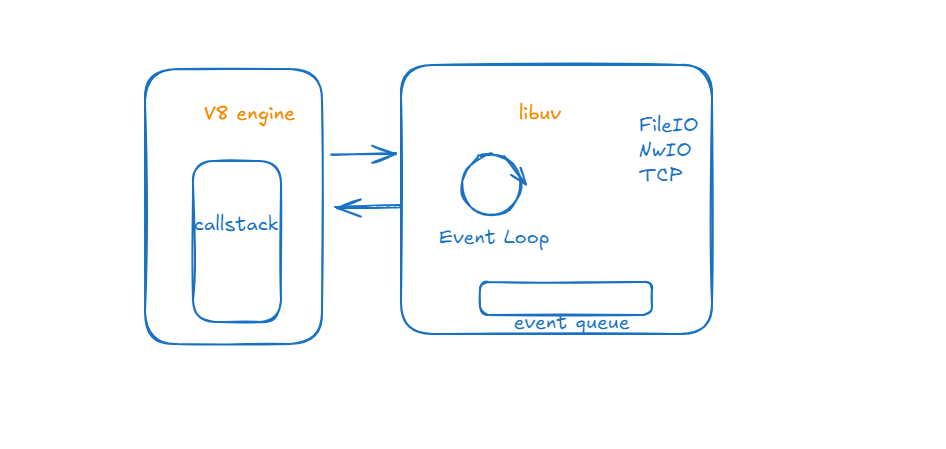 V8 engine
callstack
libuv
FileIO
NwIO
TCP
Event Loop
event queue